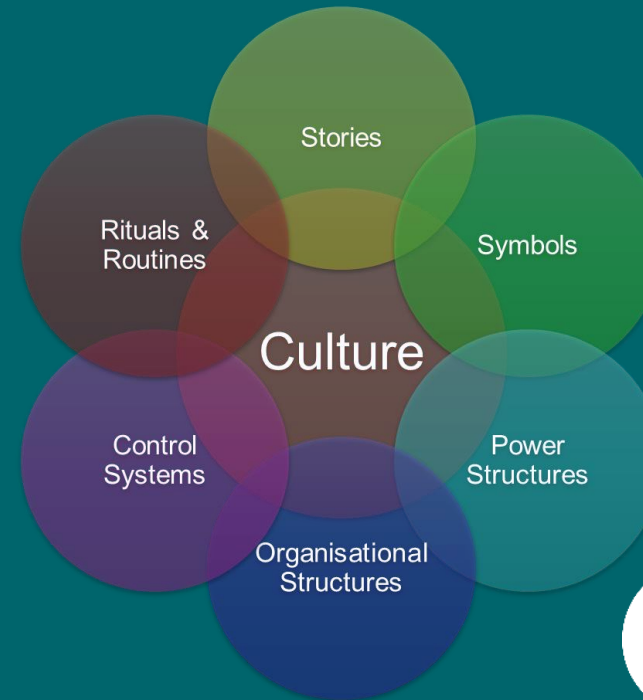 Stories
Symbols
Rituals &
Routines
Culture
Control
Systems
Power
Structures
Organisational
Structures